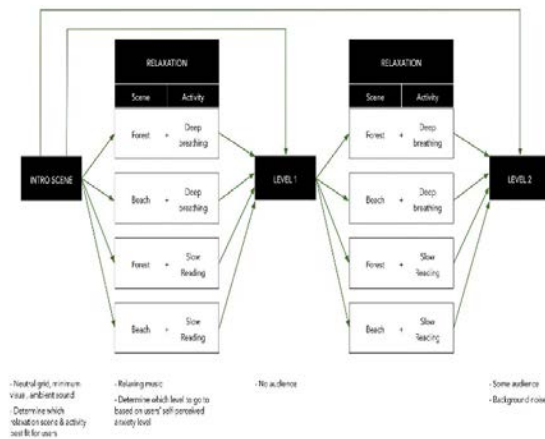 RELAXATION
Scene Activity
Forest + Deep
breathing
Beach + Deep
breathing
Forest + Slow
Reading
Beach + Slow
Reading
INTRO SCENE
LEVEL 1
RELAXATION
Scene Activity
Forest + Deep
breathing
Beach + Deep
breathing
Forest + Slow
Reading
Beach + Slow
Reading
LEVEL 2
- Neutral grid, minimum
visual, ambient sound
- Determine which
relaxation scene & activity
best fit for users
- Relaxing music
- Determine which level to go to
based on users' self-perceived
anxiety level
- No audience
- Some audience
- Background noise